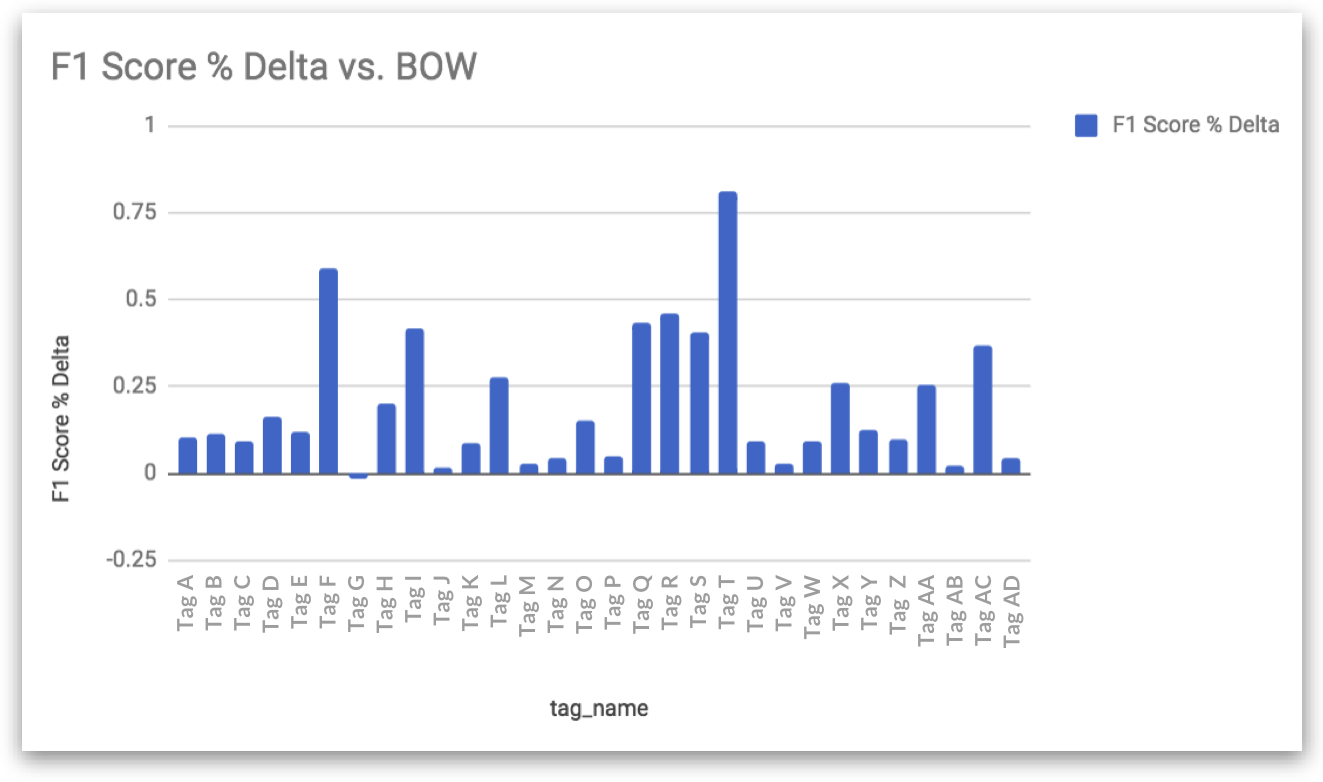 F1 Score % Delta vs. BOW
F1 Score % Delta
1
0.75
0.5
0.25
0
-0.25
F1 Score % Delta
Tag A
Tag B
Tag C
Tag D
Tag E
Tag F
Tag G
Tag H
Tag I
Tag J
Tag K
Tag L
Tag M
Tag N
Tag O
Tag P
Tag Q
Tag R
Tag S
Tag T
Tag U
Tag V
Tag W
Tag X
Tag Y
Tag Z
Tag AA
Tag AB
Tag AC
Tag AD
tag_name